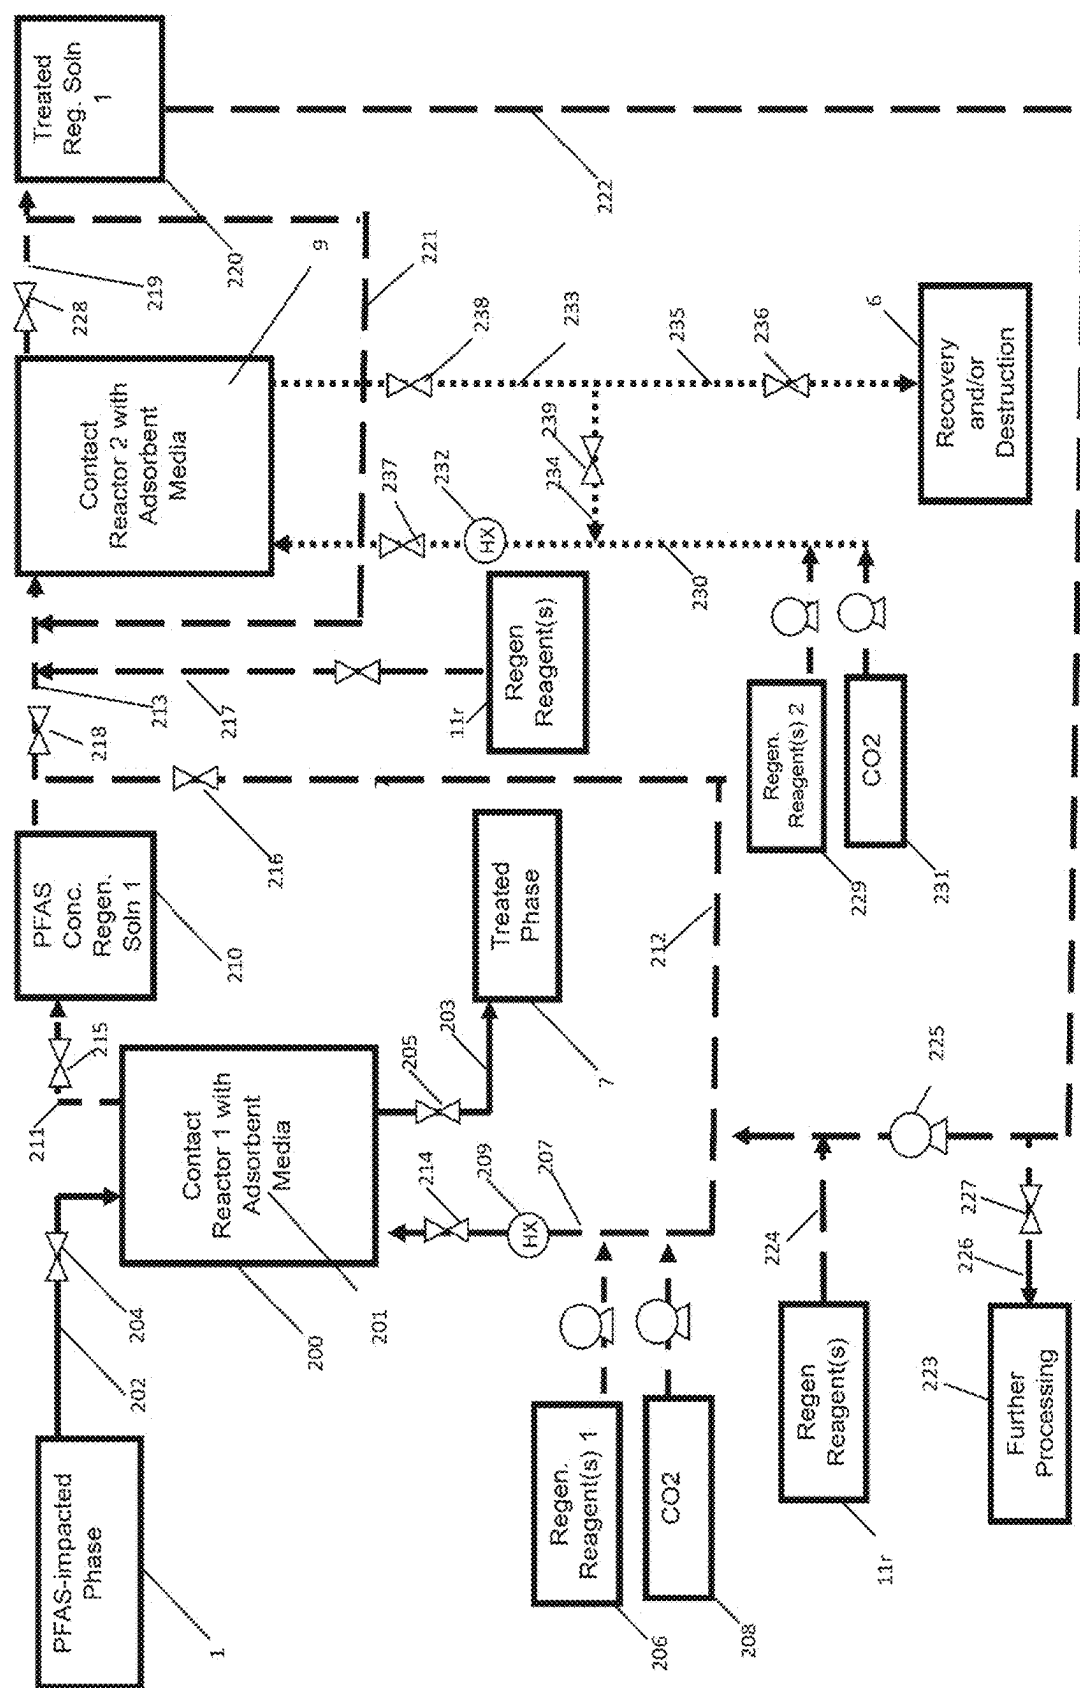 PFAS-impacted
Phase
1
202
204
Contact
Reactor 1 with
Adsorbent
Media
200
201
211
215
PFAS
Conc.
Regen.
Soln 1
210
205
203
Treated
Phase
7
214
209
HX
207
Regen.
Reagent(s) 1
206
CO2
208
212
216
218
213
217
Regen
Reagent(s)
11r
Contact
Reactor 2 with
Adsorbent
Media
9
228
219
Treated
Reg. Soln
1
220
221
222
237
232
HX
238
233
239
234
230
235
236
Recovery
and/or
Destruction
6
Regen.
Reagent(s) 2
229
CO2
231
Regen
Reagent(s)
11r
224
225
227
226
Further
Processing
223